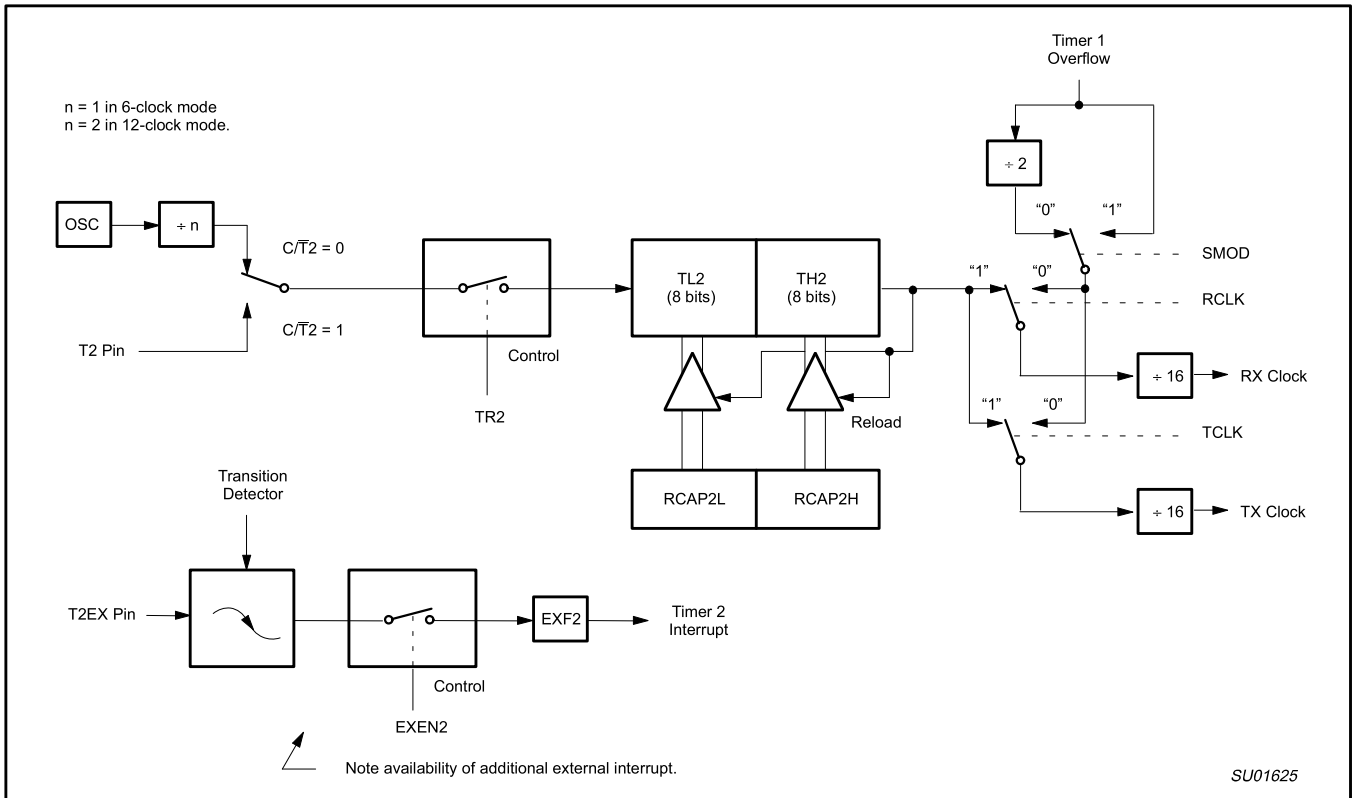 Timer 1
Overflow
n = 1 in 6-clock mode
n = 2 in 12-clock mode.
÷ 2
“0”
“1”
OSC
÷ n
C/T̅2 = 0
SMOD
TL2
(8 bits)
TH2
(8 bits)
“1”
“0”
RCLK
C/T̅2 = 1
T2 Pin
Control
÷ 16
RX Clock
TR2
Reload
“1”
“0”
TCLK
Transition
Detector
RCAP2L
RCAP2H
÷ 16
TX Clock
T2EX Pin
EXF2
Timer 2
Interrupt
Control
EXEN2
Note availability of additional external interrupt.
SU01625